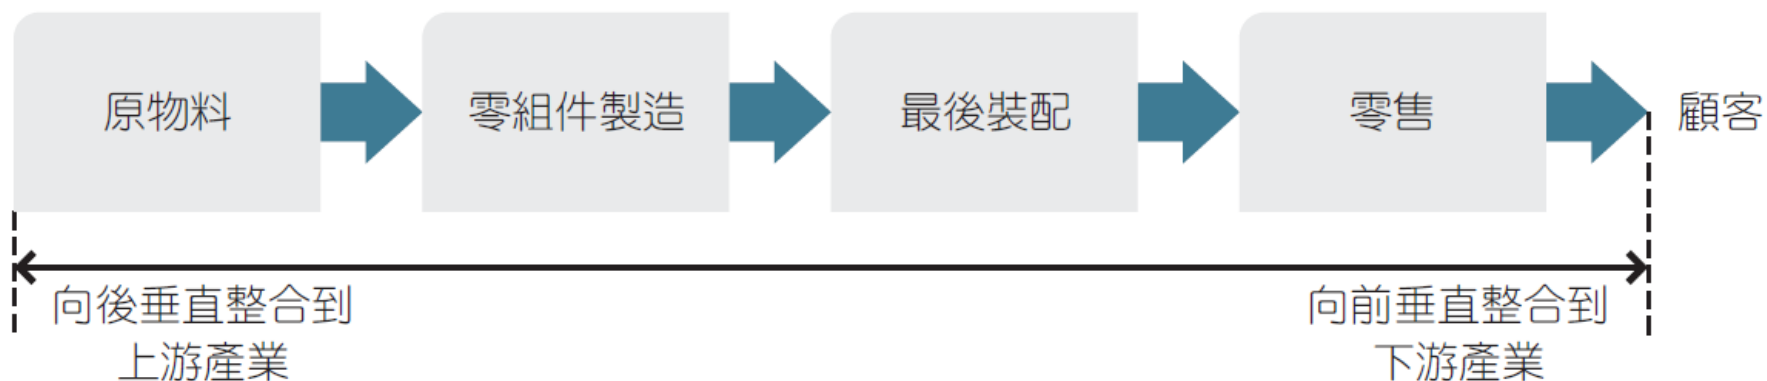 原物料
零組件製造
最後裝配
零售
顧客
向後垂直整合到
上游產業
向前垂直整合到
下游產業